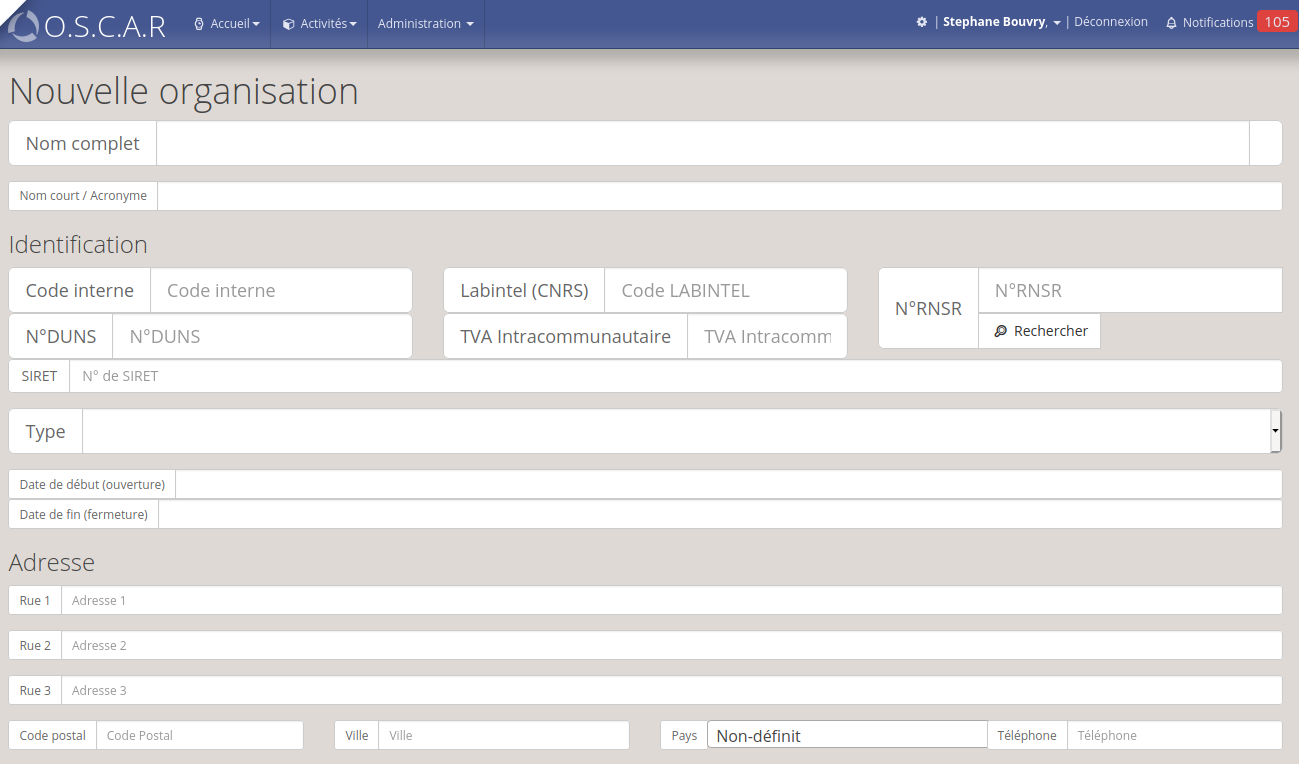 O.S.C.A.R Accueil Activités Administration | Stephane Bouvry, | Déconnexion Notifications 105
Nouvelle organisation
Nom complet
Nom court / Acronyme
Identification
Code interne Code interne Labintel (CNRS) Code LABINTEL N°RNSR N°RNSR
N°DUNS N°DUNS TVA Intracommunautaire TVA Intracomm Rechercher
SIRET N° de SIRET
Type
Date de début (ouverture)
Date de fin (fermeture)
Adresse
Rue 1 Adresse 1
Rue 2 Adresse 2
Rue 3 Adresse 3
Code postal Code Postal Ville Ville Pays Non-définit Téléphone Téléphone